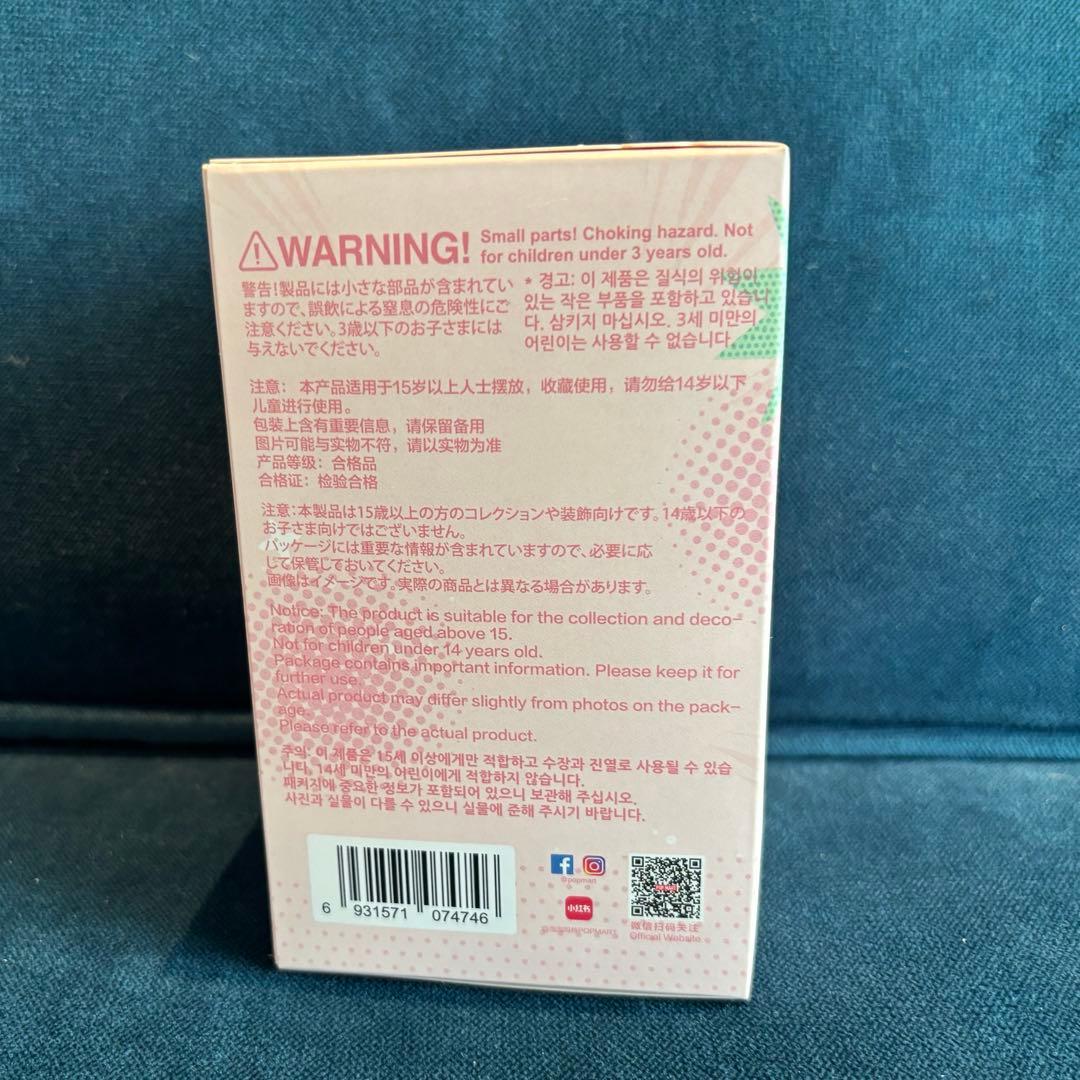 WARNING!
Small parts! Choking hazard. Not
for children under 3 years old.
警告!製品には小さな部品が含まれてい
ますので、誤飲による窒息の危険性にご
注意ください。3歳以下のお子さまには
与えないでください。
* 경고: 이 제품은 질식의 위험이
있는 작은 부품을 포함하고 있습니
다. 삼키지 마십시오. 3세 미만의
어린이는 사용할 수 없습니다.
注意： 本产品适用于15岁以上人士摆放，收藏使用，请勿给14岁以下
儿童进行使用。
包装上含有重要信息，请保留备用
图片可能与实物不符，请以实物为准
产品等级：合格品
合格证：检验合格
注意:本製品は15歳以上の方のコレクションや装飾向けです。14歳以下の
お子さま向けではございません。
パッケージには重要な情報が含まれていますので、必要に応
じて保管しておいてください。
画像はイメージです。実際の商品とは異なる場合があります。
Notice: The product is suitable for the collection and deco-
ration of people aged above 15.
Not for children under 14 years old.
Package contains important information. Please keep it for
further use.
Actual product may differ slightly from photos on the pack-
age.
Please refer to the actual product.
주의: 이 제품은 15세 이상에게만 적합하고 수장과 진열로 사용될 수 있습
니다. 14세 미만의 어린이에게 적합하지 않습니다.
패키지에 중요한 정보가 포함되어 있으니 보관해 주십시오.
사진과 실물이 다를 수 있으니 실물에 준해 주시기 바랍니다.
6 931571 074746
@popmart
小红书
@泡泡玛特POPMART
POP MART
微信扫码关注
Official Website